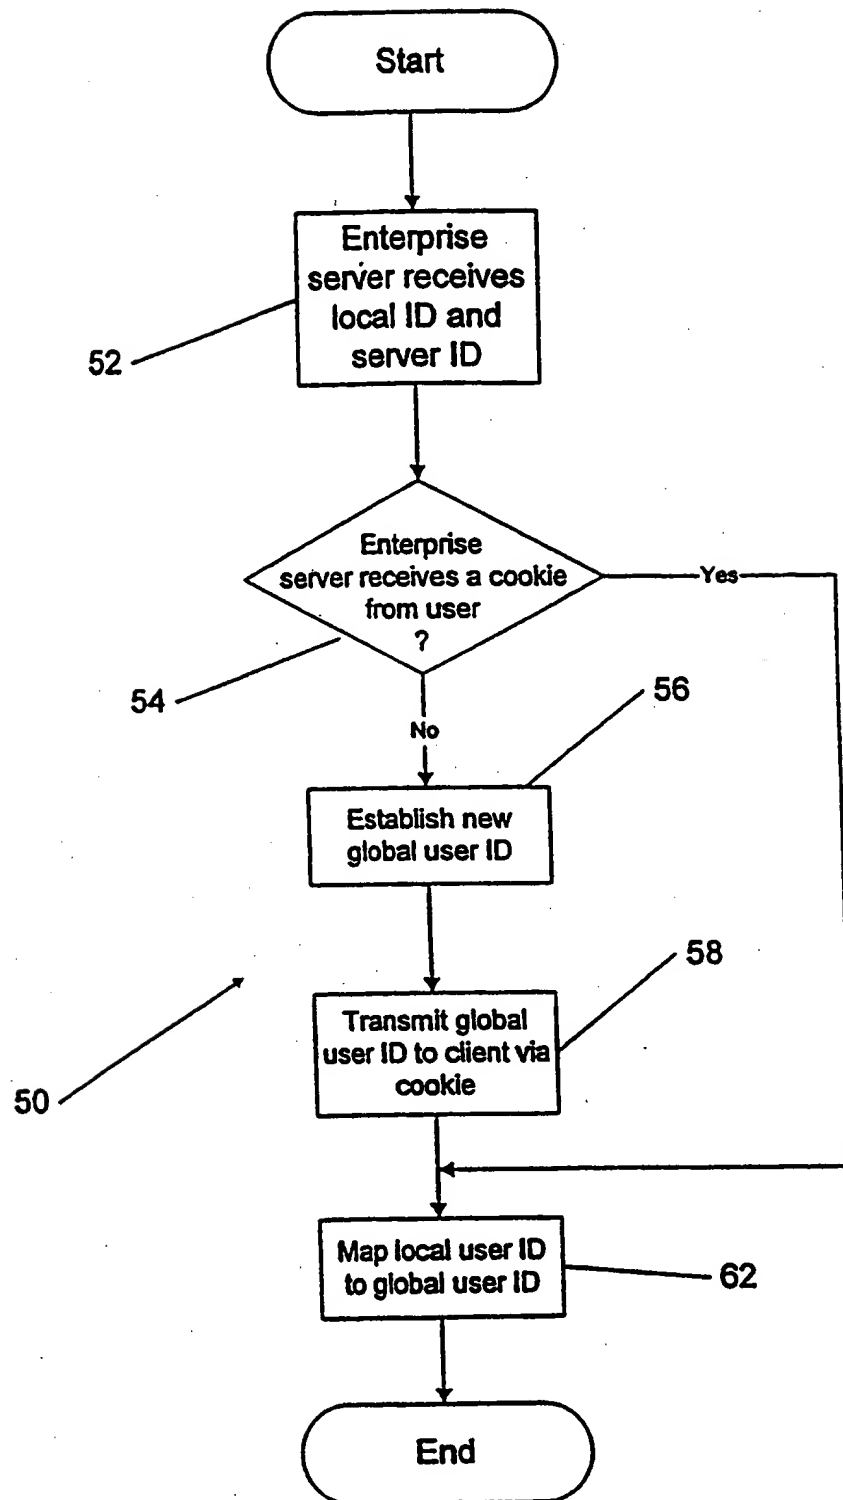 Start
Enterprise
server receives
local ID and
server ID
52
Enterprise
server receives a cookie
from user
?
Yes
54
No
56
Establish new
global user ID
58
Transmit global
user ID to client via
cookie
50
Map local user ID
to global user ID
62
End